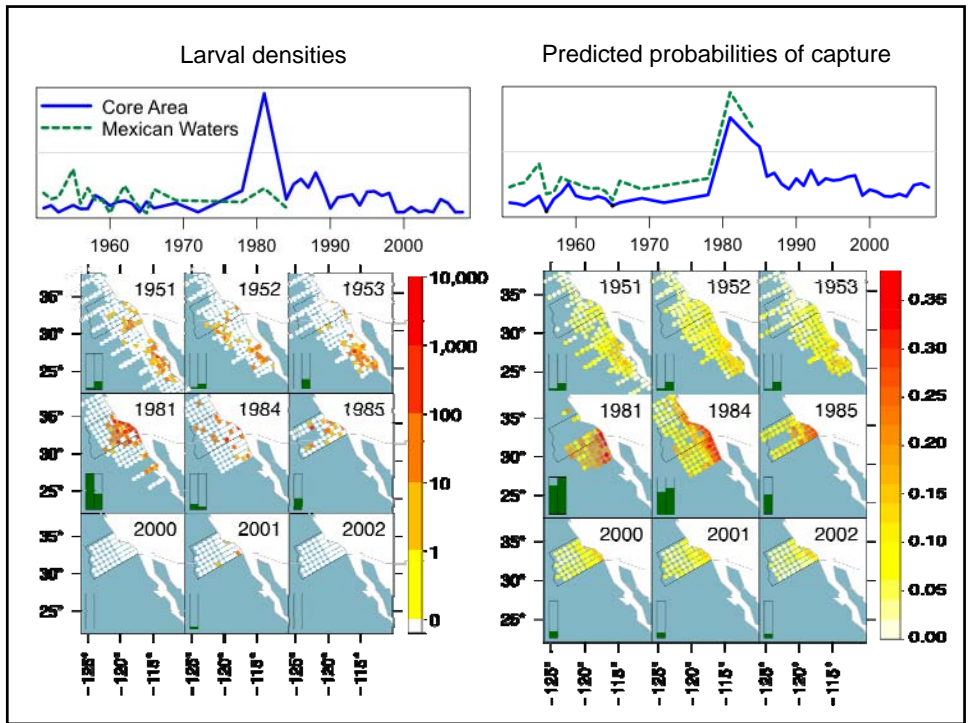 Larval densities
Core Area
Mexican Waters
1960 1970 1980 1990 2000
1951 1952 1953
1981 1984 1985
2000 2001 2002
35° 30° 25°
35° 30° 25°
35° 30° 25°
-125° -120° -115° -125° -120° -115° -125° -120° -115°
10,000
1,000
100
10
1
0
Predicted probabilities of capture
1960 1970 1980 1990 2000
1951 1952 1953
1981 1984 1985
2000 2001 2002
35° 30° 25°
35° 30° 25°
35° 30° 25°
-125° -120° -115° -125° -120° -115° -125° -120° -115°
0.35
0.30
0.25
0.20
0.15
0.10
0.05
0.00